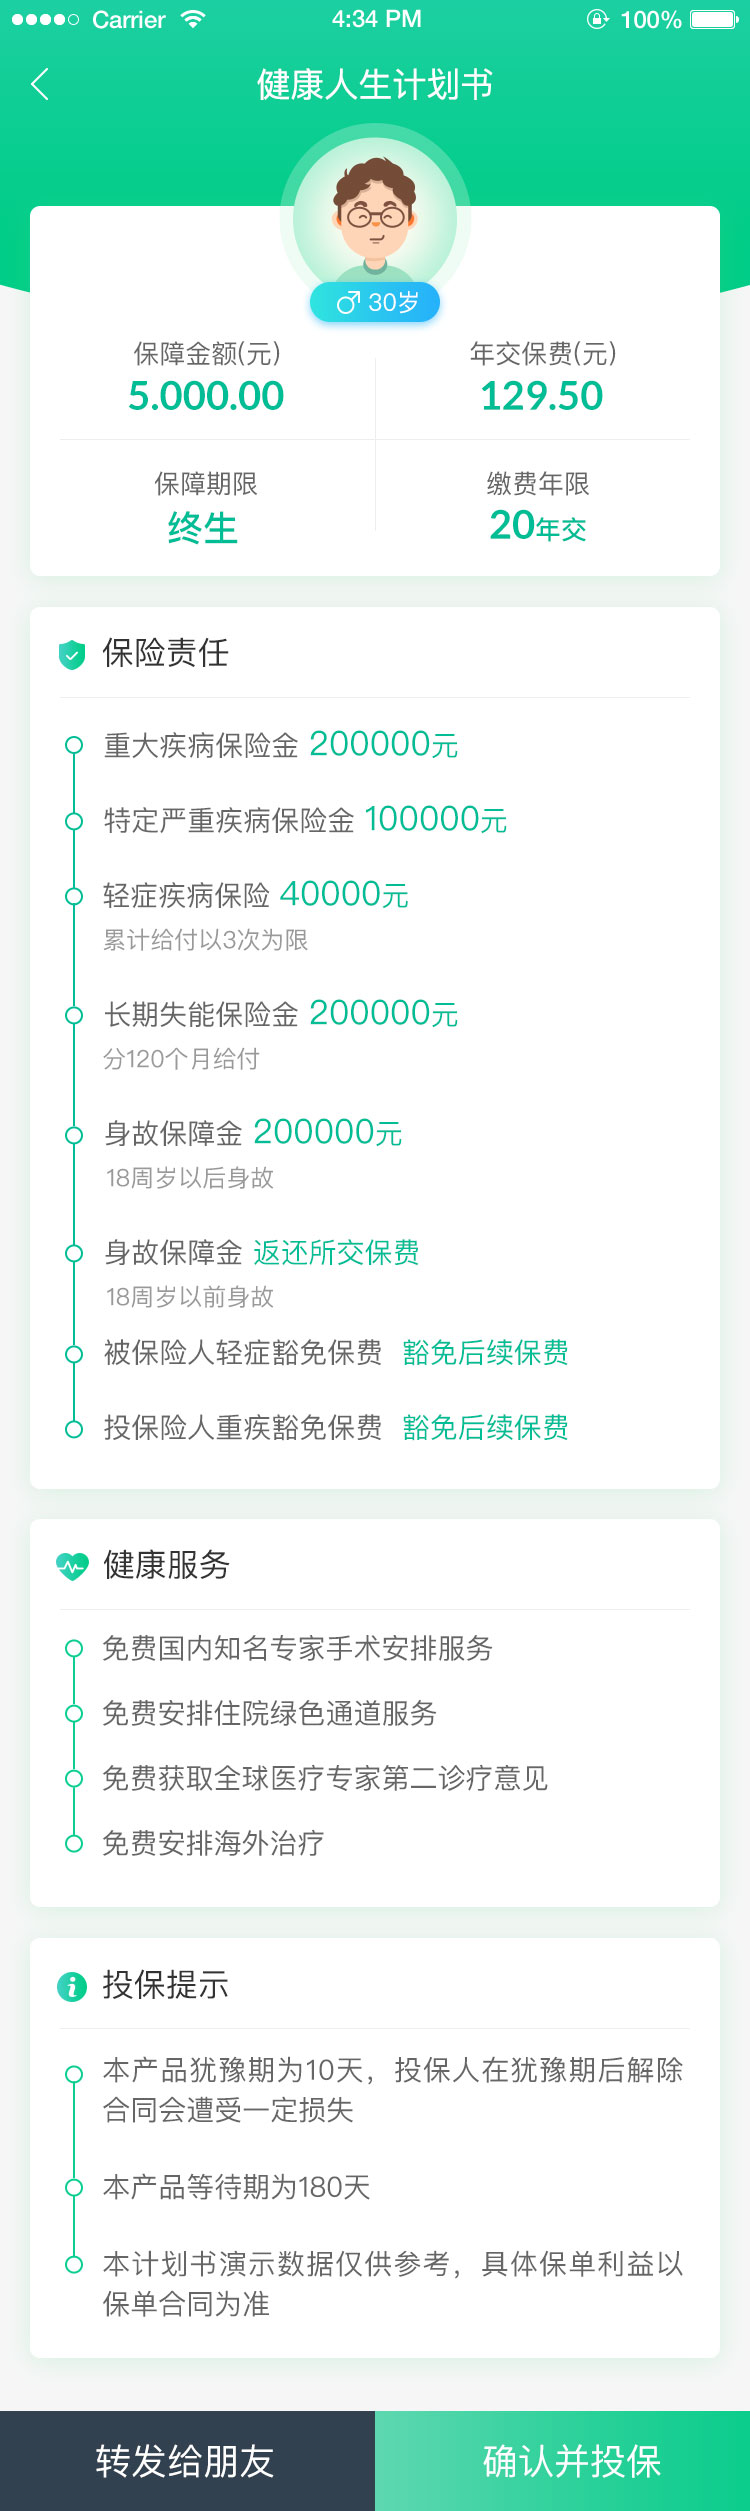 Carrier 4:34 PM 100%
健康人生计划书
30岁
保障金额(元) 年交保费(元)
5.000.00 129.50
保障期限 缴费年限
终生 20年交
保险责任
重大疾病保险金 200000元
特定严重疾病保险金 100000元
轻症疾病保险 40000元
累计给付以3次为限
长期失能保险金 200000元
分120个月给付
身故保障金 200000元
18周岁以后身故
身故保障金 返还所交保费
18周岁以前身故
被保险人轻症豁免保费 豁免后续保费
投保险人重疾豁免保费 豁免后续保费
健康服务
免费国内知名专家手术安排服务
免费安排住院绿色通道服务
免费获取全球医疗专家第二诊疗意见
免费安排海外治疗
投保提示
本产品犹豫期为10天，投保人在犹豫期后解除
合同会遭受一定损失
本产品等待期为180天
本计划书演示数据仅供参考，具体保单利益以
保单合同为准
转发给朋友 确认并投保